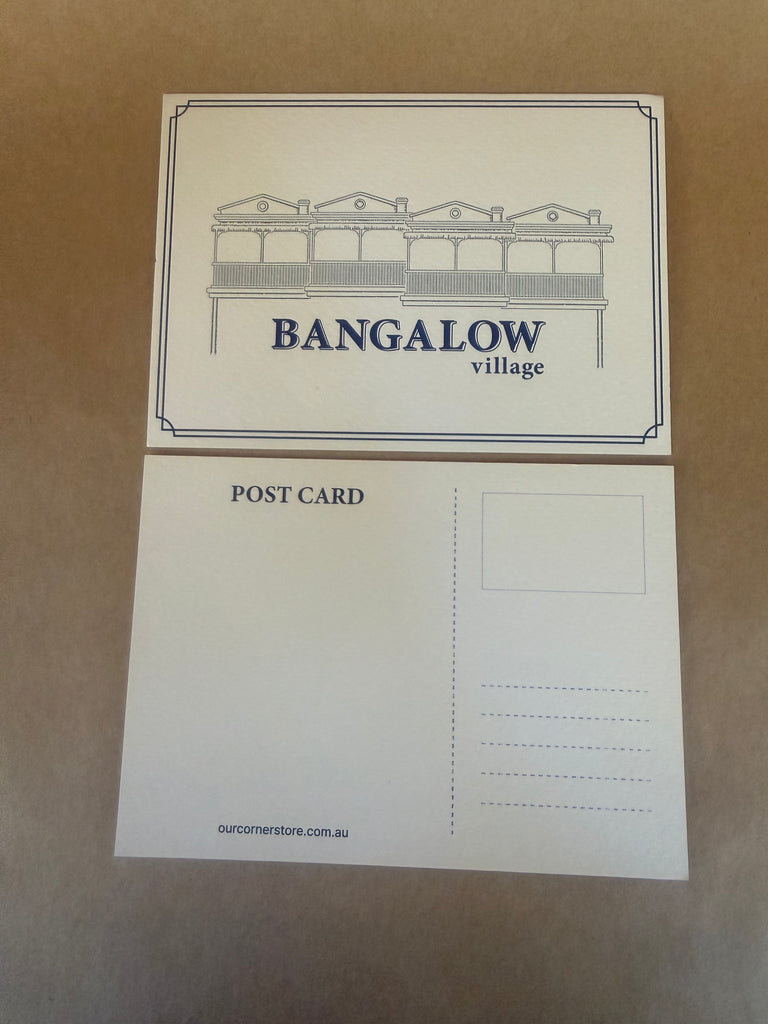 BANGALOW
village
POST CARD
ourcornerstore.com.au